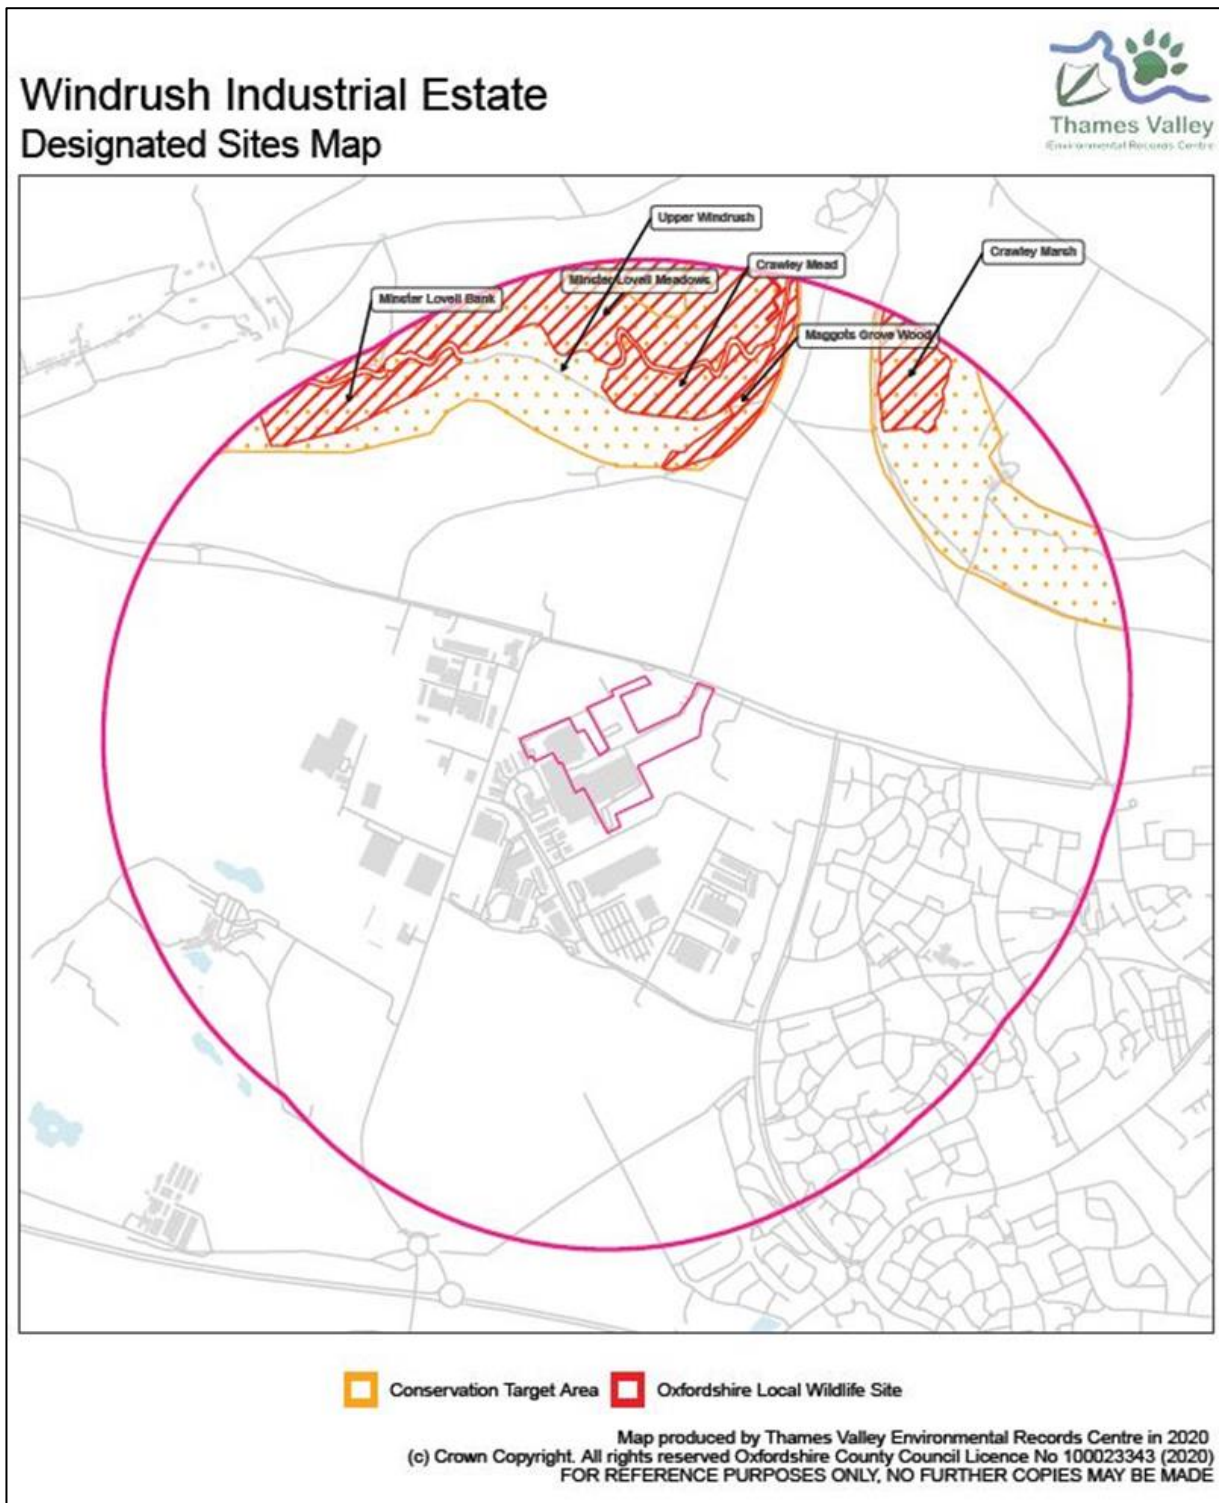 Windrush Industrial Estate
Designated Sites Map
Thames Valley
Environmental Records Centre
Upper Windrush
Crawley Marsh
Crawley Mead
Minster Lovell Meadows
Minster Lovell Bank
Maggots Grove Wood
Conservation Target Area
Oxfordshire Local Wildlife Site
Map produced by Thames Valley Environmental Records Centre in 2020
(c) Crown Copyright. All rights reserved Oxfordshire County Council Licence No 100023343 (2020)
FOR REFERENCE PURPOSES ONLY, NO FURTHER COPIES MAY BE MADE